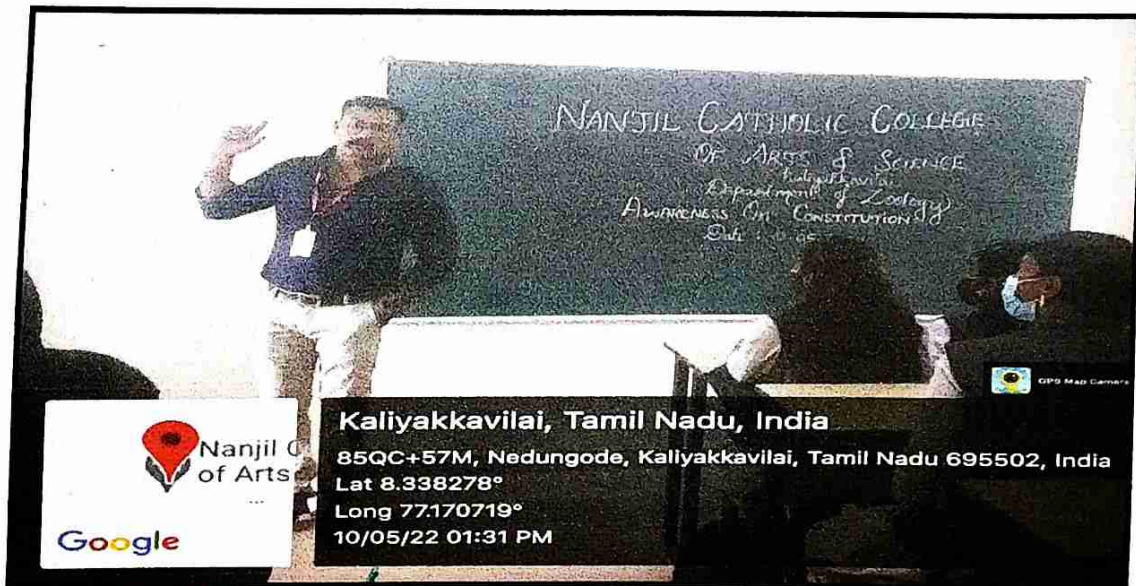 NANJIL CATHOLIC COLLEGE
OF ARTS & SCIENCE
Kaliyakkavilai
Department of Zoology
AWARENESS ON CONSTITUTION
Date :
GPS Map Camera
Nanjil C
of Arts
...
Google
Kaliyakkavilai, Tamil Nadu, India
85QC+57M, Nedungode, Kaliyakkavilai, Tamil Nadu 695502, India
Lat 8.338278°
Long 77.170719°
10/05/22 01:31 PM